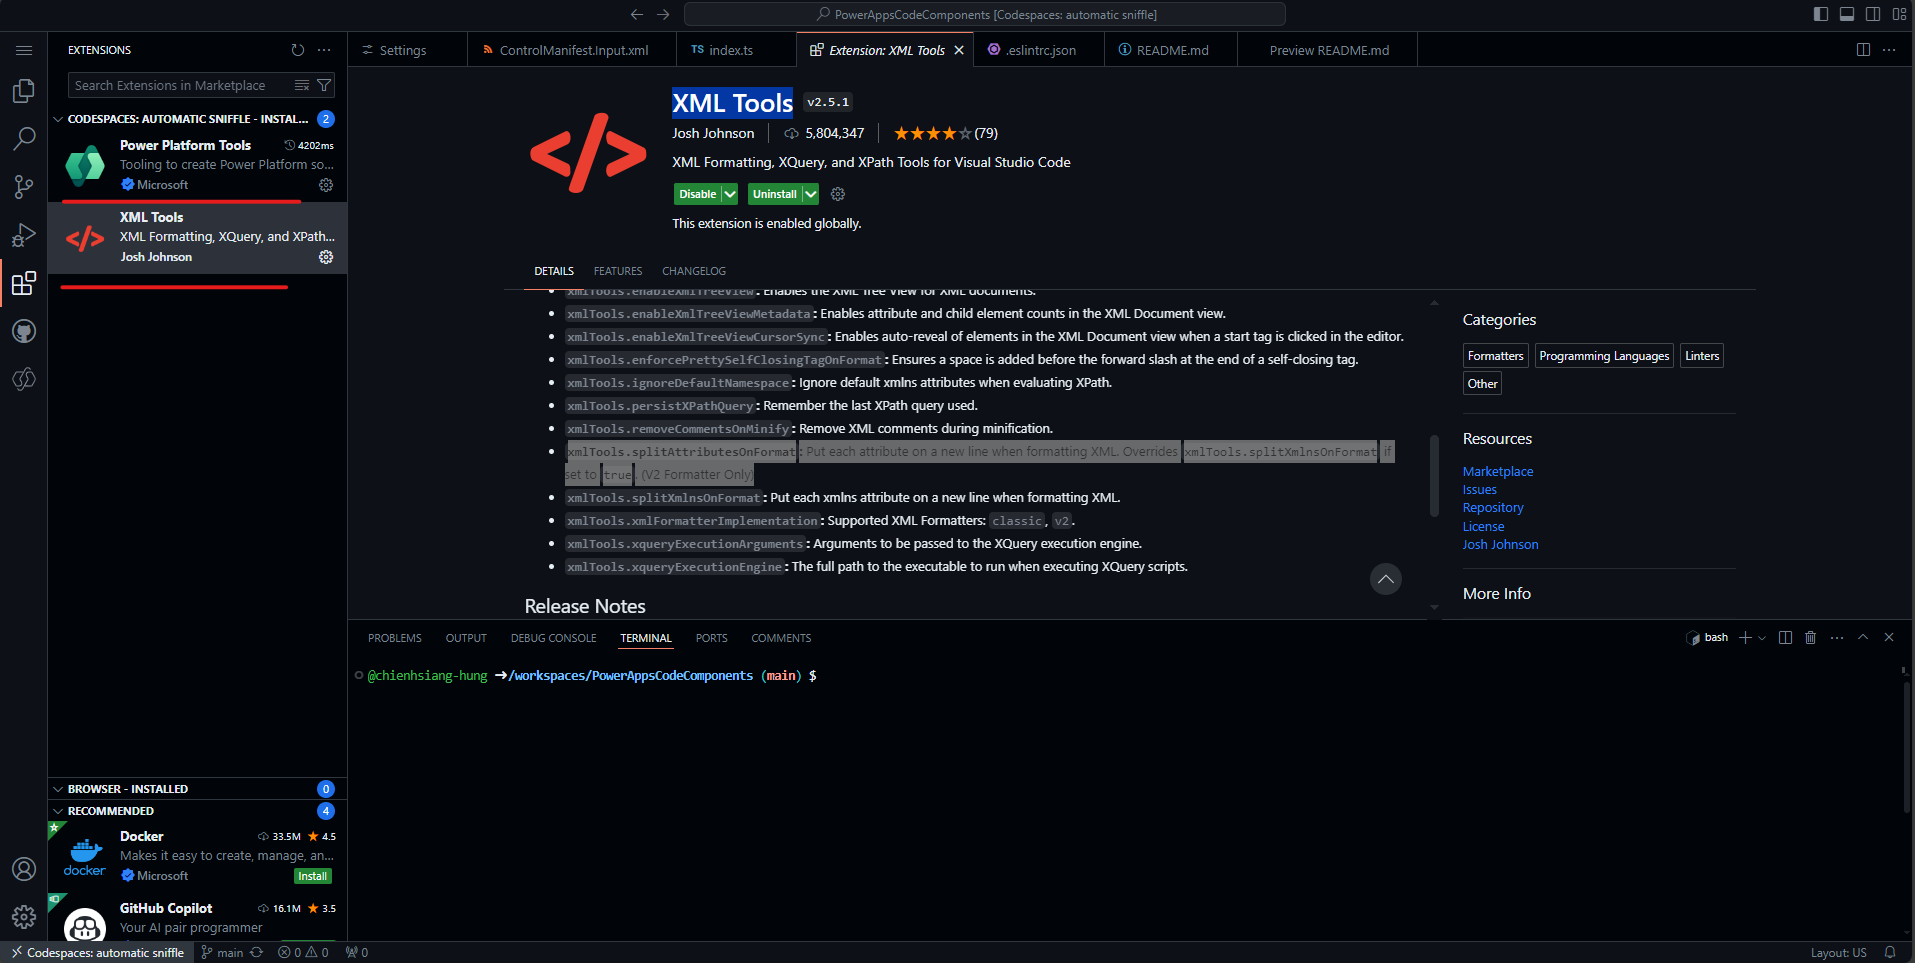 PowerAppsCodeComponents [Codespaces: automatic sniffle]
EXTENSIONS
Search Extensions in Marketplace
CODESPACES: AUTOMATIC SNIFFLE - INSTAL... 2
Power Platform Tools 4202ms
Tooling to create Power Platform so...
Microsoft
XML Tools
XML Formatting, XQuery, and XPath...
Josh Johnson
BROWSER - INSTALLED 0
RECOMMENDED 4
Docker 33.5M ★ 4.5
Makes it easy to create, manage, an...
docker Microsoft Install
GitHub Copilot 16.1M ★ 3.5
Your AI pair programmer
Settings
ControlManifest.Input.xml
TS index.ts
Extension: XML Tools
.eslintrc.json
README.md
Preview README.md
XML Tools v2.5.1
Josh Johnson 5,804,347 ★★★★☆(79)
XML Formatting, XQuery, and XPath Tools for Visual Studio Code
Disable Uninstall
This extension is enabled globally.
DETAILS FEATURES CHANGELOG
• xmlTools.enableXmlTreeView: Enables the XML Tree View for XML documents.
• xmlTools.enableXmlTreeViewMetadata: Enables attribute and child element counts in the XML Document view.
• xmlTools.enableXmlTreeViewCursorSync: Enables auto-reveal of elements in the XML Document view when a start tag is clicked in the editor.
• xmlTools.enforcePrettySelfClosingTagOnFormat: Ensures a space is added before the forward slash at the end of a self-closing tag.
• xmlTools.ignoreDefaultNamespace: Ignore default xmlns attributes when evaluating XPath.
• xmlTools.persistXPathQuery: Remember the last XPath query used.
• xmlTools.removeCommentsOnMinify: Remove XML comments during minification.
• xmlTools.splitAttributesOnFormat: Put each attribute on a new line when formatting XML. Overrides xmlTools.splitXmlnsOnFormat if
set to true. (V2 Formatter Only)
• xmlTools.splitXmlnsOnFormat: Put each xmlns attribute on a new line when formatting XML.
• xmlTools.xmlFormatterImplementation: Supported XML Formatters: classic, v2.
• xmlTools.xqueryExecutionArguments: Arguments to be passed to the XQuery execution engine.
• xmlTools.xqueryExecutionEngine: The full path to the executable to run when executing XQuery scripts.
Release Notes
Categories
Formatters Programming Languages Linters
Other
Resources
Marketplace
Issues
Repository
License
Josh Johnson
More Info
PROBLEMS OUTPUT DEBUG CONSOLE TERMINAL PORTS COMMENTS
bash
@chienhsiang-hung ➜/workspaces/PowerAppsCodeComponents (main) $
Codespaces: automatic sniffle main 0 0 0
Layout: US